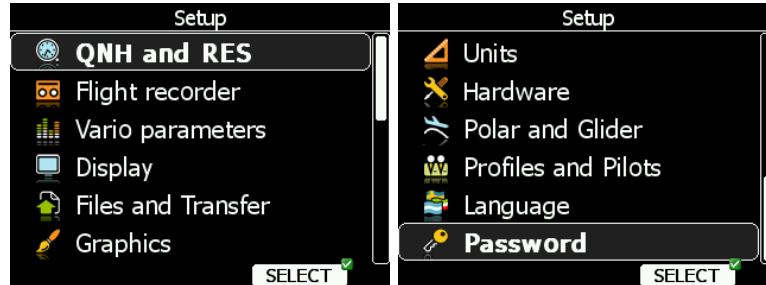 Setup
QNH and RES
Flight recorder
Vario parameters
Display
Files and Transfer
Graphics
SELECT
Setup
Units
Hardware
Polar and Glider
Profiles and Pilots
Language
Password
SELECT